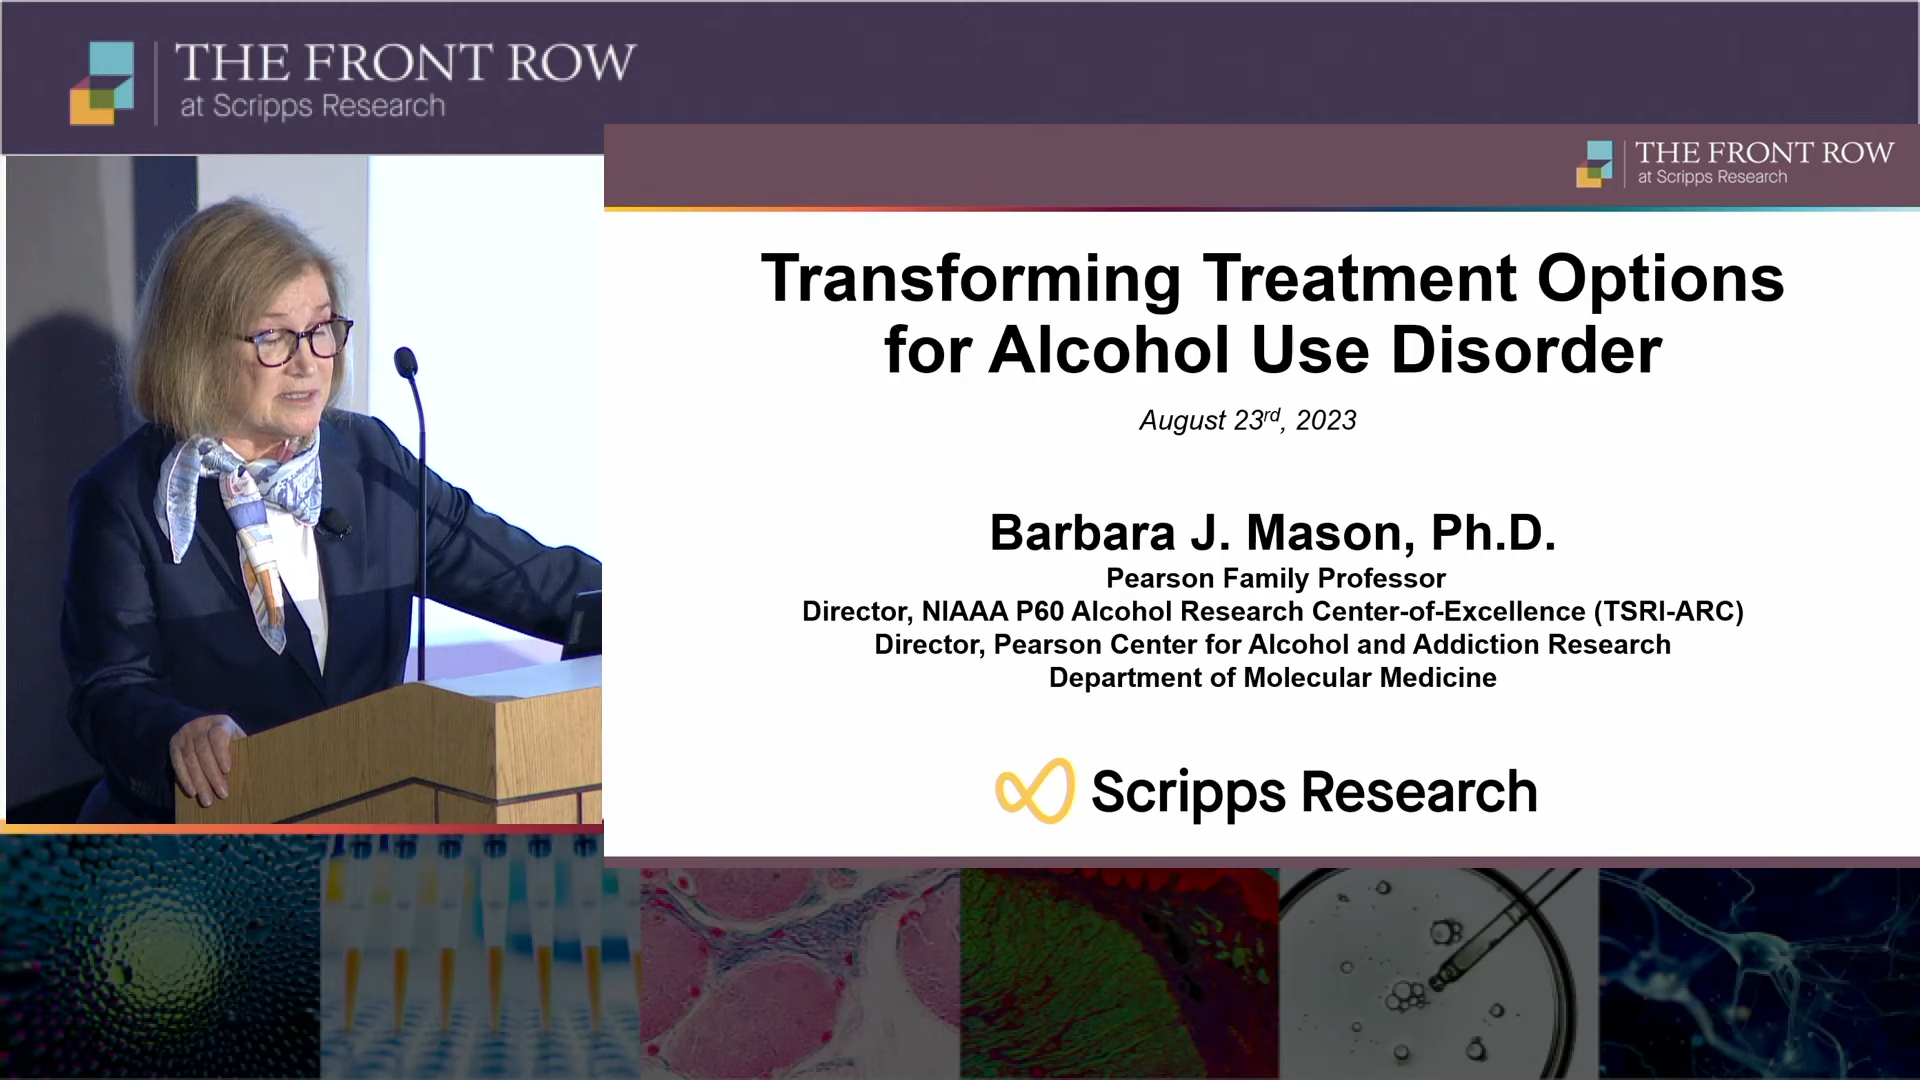 THE FRONT ROW
at Scripps Research
THE FRONT ROW
at Scripps Research
Transforming Treatment Options
for Alcohol Use Disorder
August 23rd, 2023
Barbara J. Mason, Ph.D.
Pearson Family Professor
Director, NIAAA P60 Alcohol Research Center-of-Excellence (TSRI-ARC)
Director, Pearson Center for Alcohol and Addiction Research
Department of Molecular Medicine
Scripps Research